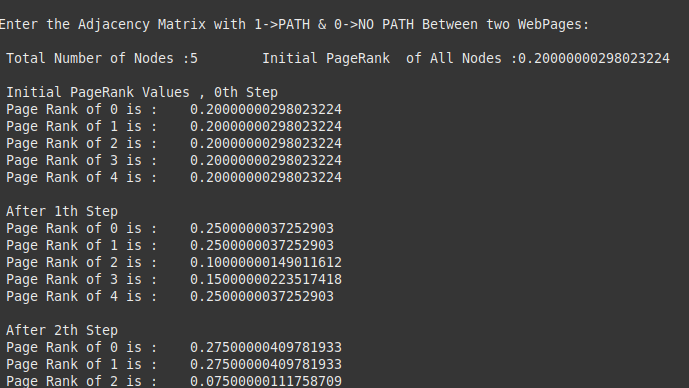 Enter the Adjacency Matrix with 1->PATH & 0->NO PATH Between two WebPages:
Total Number of Nodes :5 Initial PageRank of All Nodes :0.20000000298023224
Initial PageRank Values , 0th Step
Page Rank of 0 is : 0.20000000298023224
Page Rank of 1 is : 0.20000000298023224
Page Rank of 2 is : 0.20000000298023224
Page Rank of 3 is : 0.20000000298023224
Page Rank of 4 is : 0.20000000298023224
After 1th Step
Page Rank of 0 is : 0.2500000037252903
Page Rank of 1 is : 0.2500000037252903
Page Rank of 2 is : 0.10000000149011612
Page Rank of 3 is : 0.15000000223517418
Page Rank of 4 is : 0.2500000037252903
After 2th Step
Page Rank of 0 is : 0.27500000409781933
Page Rank of 1 is : 0.27500000409781933
Page Rank of 2 is : 0.07500000111758709